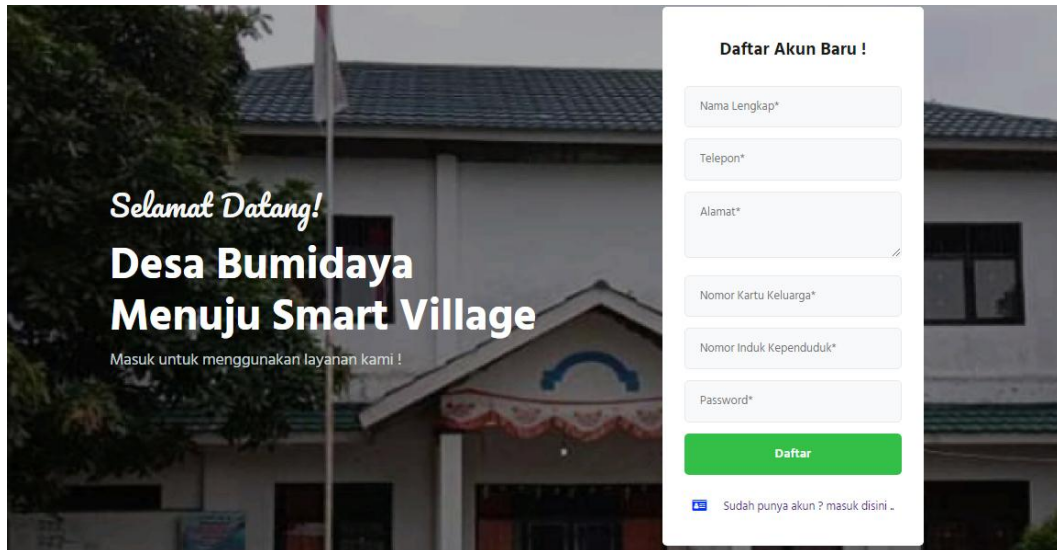 Selamat Datang!
Desa Bumidaya
Menuju Smart Village
Masuk untuk menggunakan layanan kami !
Daftar Akun Baru !
Nama Lengkap*
Telepon*
Alamat*
Nomor Kartu Keluarga*
Nomor Induk Kependuduk*
Password*
Daftar
Sudah punya akun ? masuk disini ..